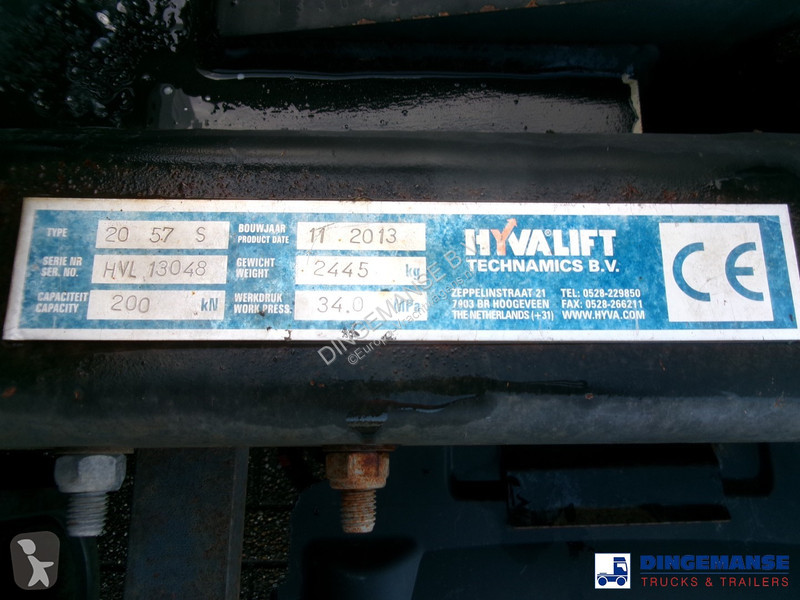 TYPE 20 57 S BOUWJAAR PRODUCT DATE 11.2013
SERIE NR SER. NO. HVL 13048 GEWICHT WEIGHT 2445 kg
CAPACITEIT CAPACITY 200 kN WERKDRUK WORK PRESS. 34.0 MPa
HYVALIFT
TECHNAMICS B.V.
ZEPPELINSTRAAT 21 TEL: 0528-229850
7903 BR HOOGEVEEN FAX: 0528-266211
THE NETHERLANDS (+31) WWW.HYVA.COM
CE
DINGEMANSE
TRUCKS & TRAILERS